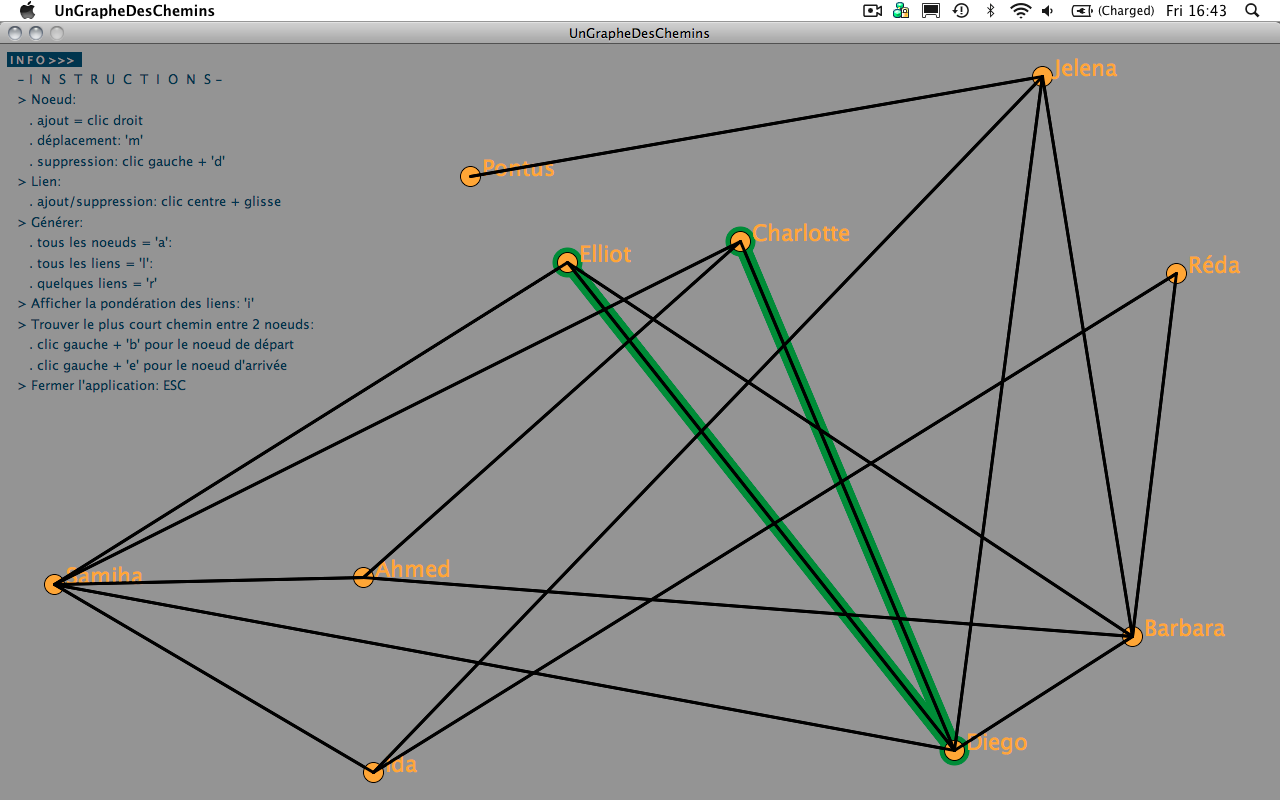 UnGrapheDesChemins
(Charged) Fri 16:43
UnGrapheDesChemins
INFO>>>
-INSTRUCTIONS-
> Noeud:
. ajout = clic droit
. déplacement: 'm'
. suppression: clic gauche + 'd'
> Lien:
. ajout/suppression: clic centre + glisse
> Générer:
. tous les noeuds = 'a':
. tous les liens = 'l':
. quelques liens = 'r'
> Afficher la pondération des liens: 'i'
> Trouver le plus court chemin entre 2 noeuds:
. clic gauche + 'b' pour le noeud de départ
. clic gauche + 'e' pour le noeud d'arrivée
> Fermer l'application: ESC
Jelena
Pontus
Charlotte
Elliot
Réda
Samiha
Ahmed
Barbara
Diego
Ida